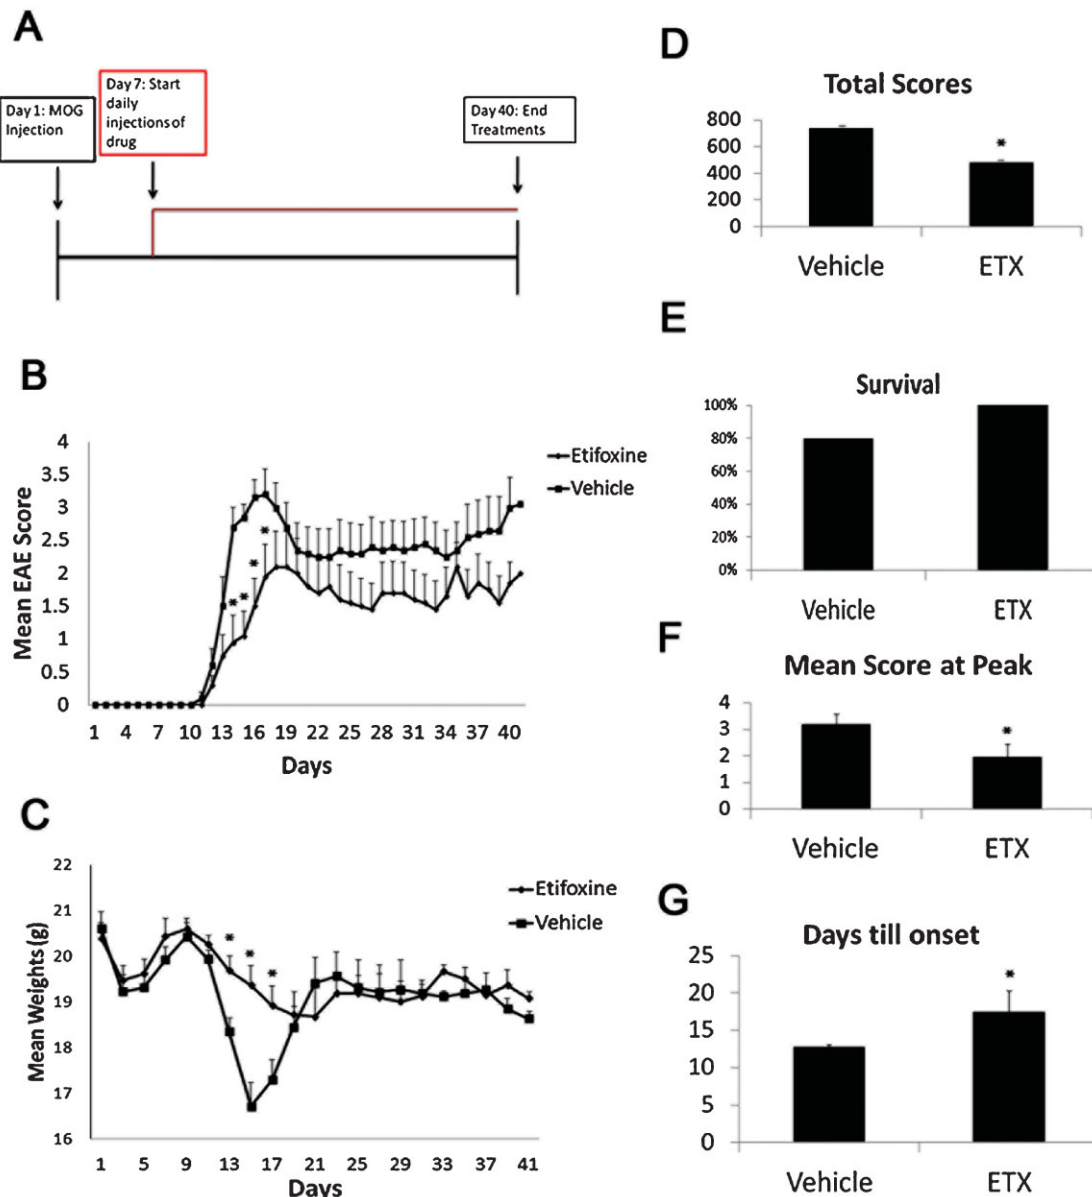 A
Day 1: MOG
Injection
Day 7: Start
daily
injections of
drug
Day 40: End
Treatments
B
4
3.5
3
2.5
2
1.5
1
0.5
0
Mean EAE Score
Etifoxine
Vehicle
*
*
*
*
1 4 7 10 13 16 19 22 25 28 31 34 37 40
Days
C
22
21
20
19
18
17
16
Mean Weights (g)
Etifoxine
Vehicle
* * *
1 5 9 13 17 21 25 29 33 37 41
Days
D
Total Scores
800
600
400
200
0
*
Vehicle ETX
E
Survival
100%
80%
60%
40%
20%
0%
Vehicle ETX
F
Mean Score at Peak
4
3
2
1
0
*
Vehicle ETX
G
Days till onset
25
20
15
10
5
0
*
Vehicle ETX